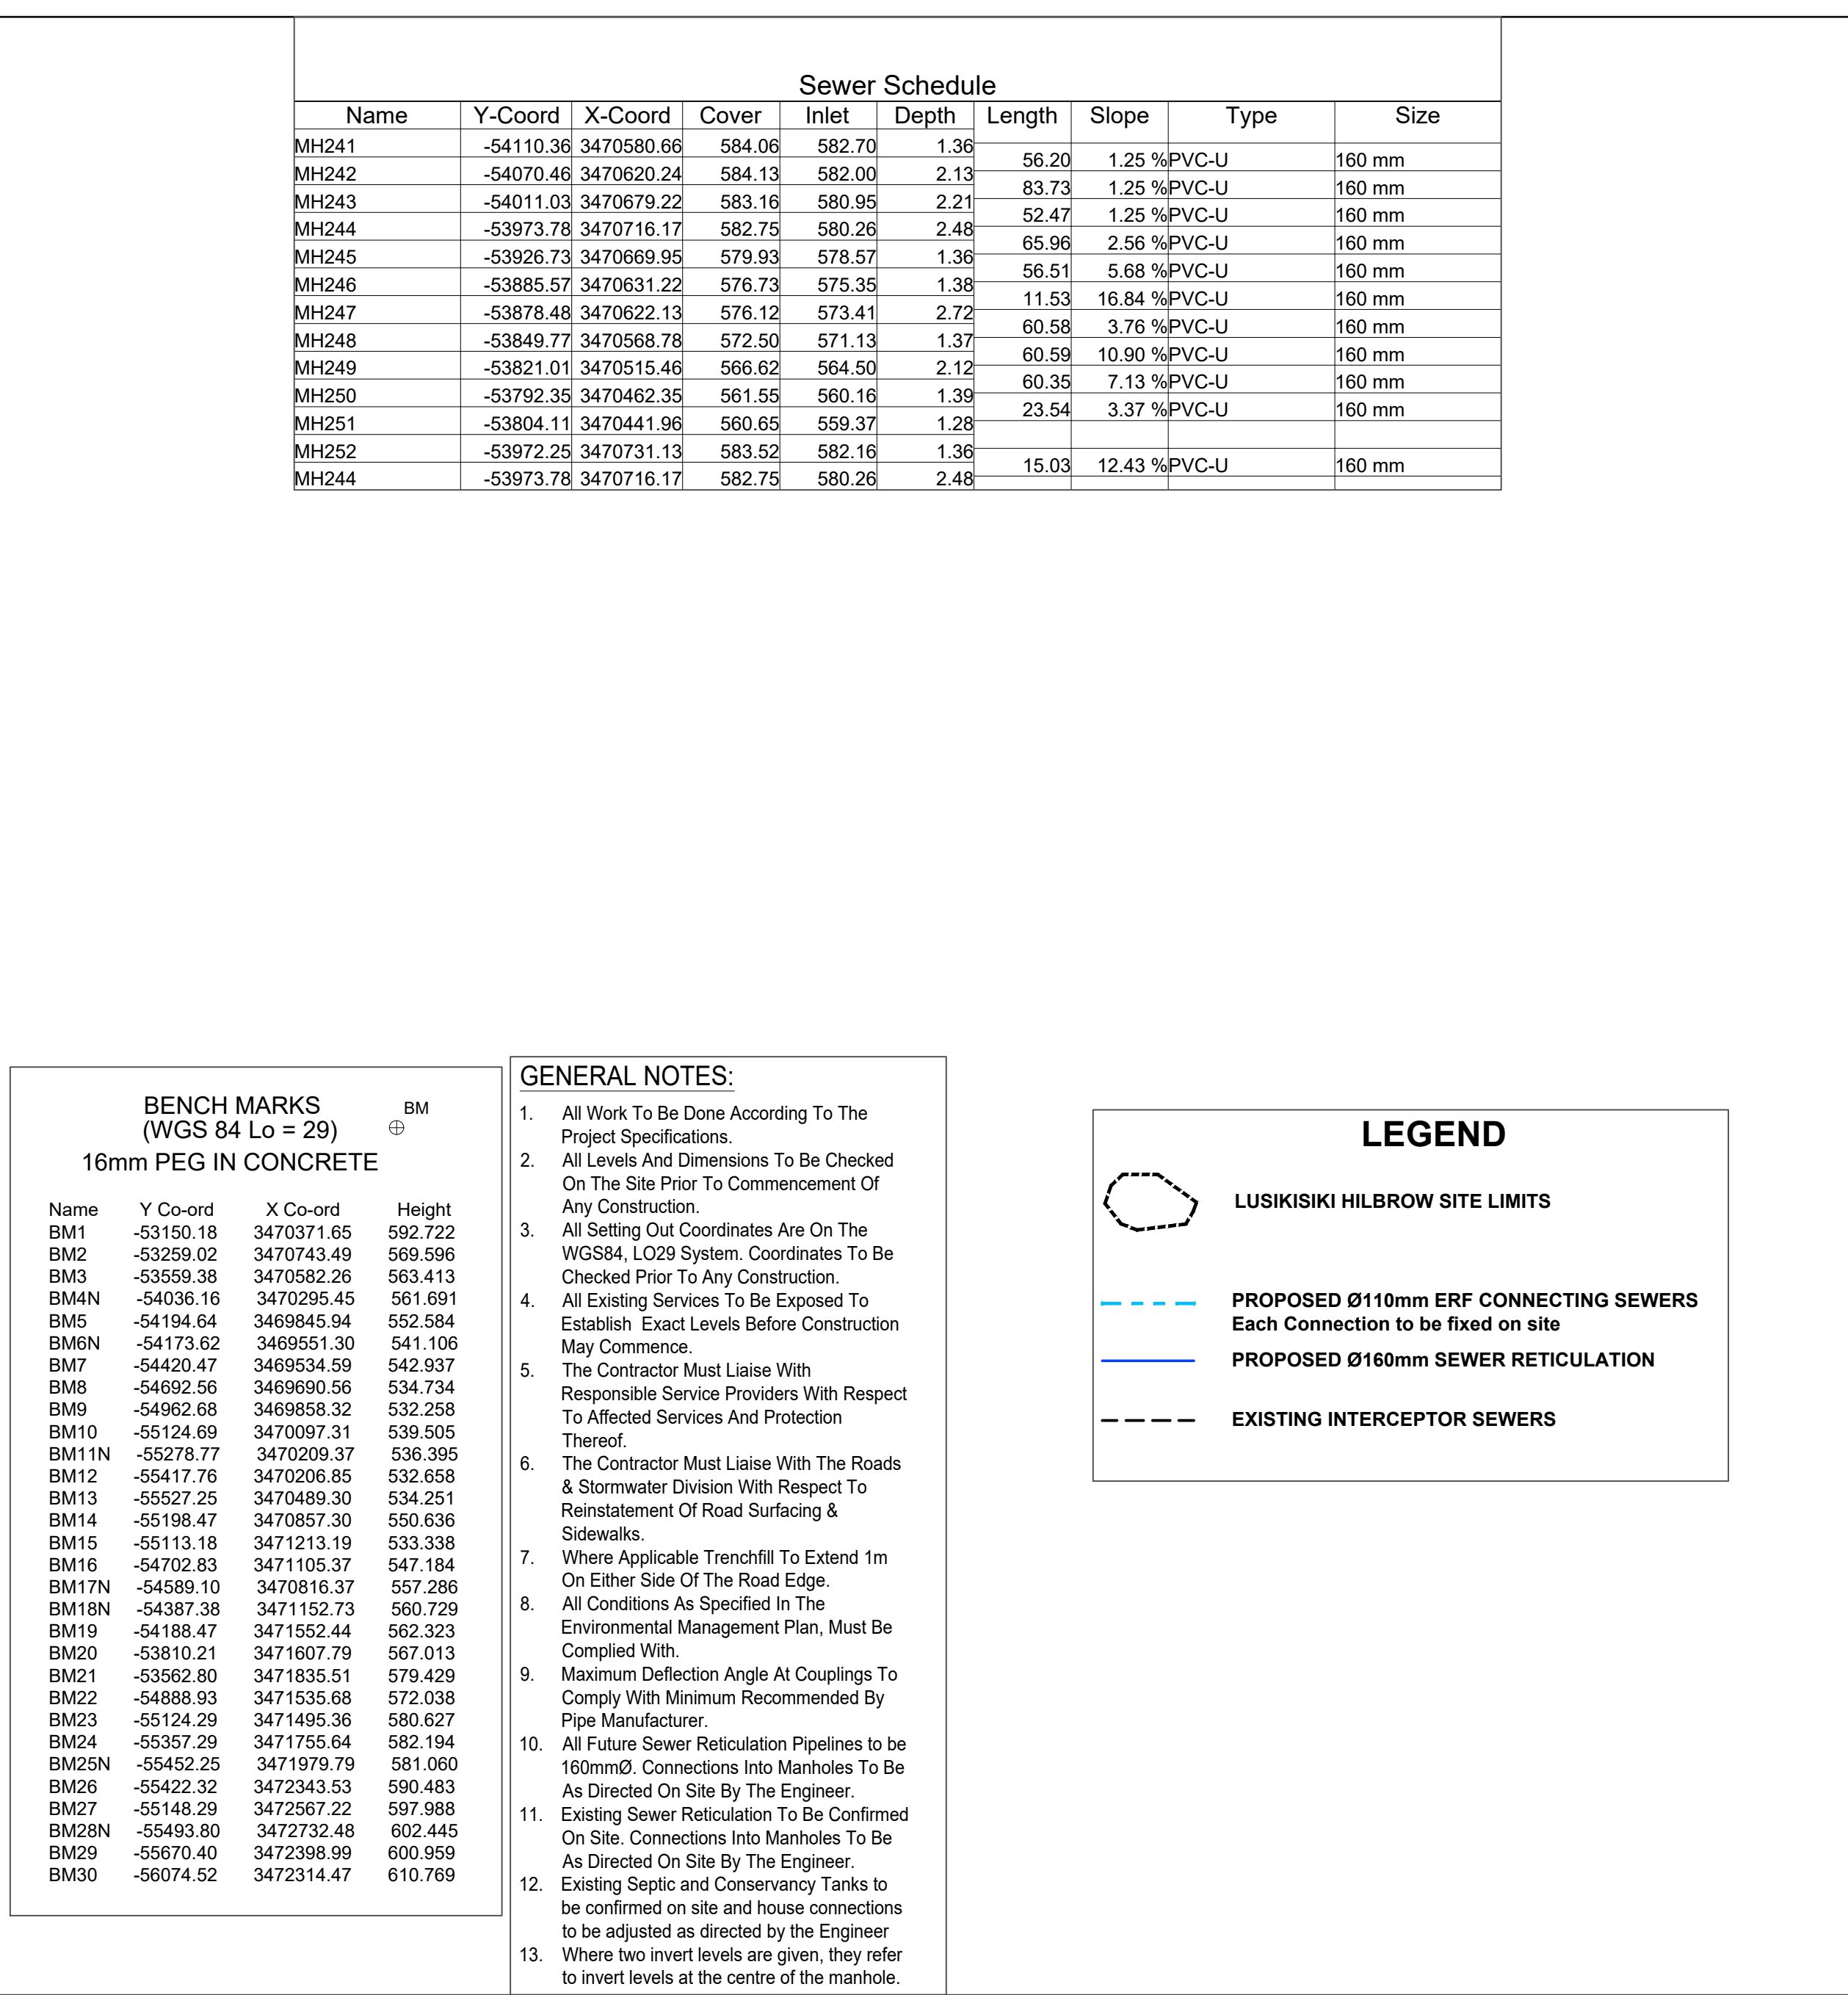 Sewer Schedule
Name Y-Coord X-Coord Cover Inlet Depth Length Slope Type Size
MH241 -54110.36 3470580.66 584.06 582.70 1.36
56.20 1.25 % PVC-U 160 mm
MH242 -54070.46 3470620.24 584.13 582.00 2.13
83.73 1.25 % PVC-U 160 mm
MH243 -54011.03 3470679.22 583.16 580.95 2.21
52.47 1.25 % PVC-U 160 mm
MH244 -53973.78 3470716.17 582.75 580.26 2.48
65.96 2.56 % PVC-U 160 mm
MH245 -53926.73 3470669.95 579.93 578.57 1.36
56.51 5.68 % PVC-U 160 mm
MH246 -53885.57 3470631.22 576.73 575.35 1.38
11.53 16.84 % PVC-U 160 mm
MH247 -53878.48 3470622.13 576.12 573.41 2.72
60.58 3.76 % PVC-U 160 mm
MH248 -53849.77 3470568.78 572.50 571.13 1.37
60.59 10.90 % PVC-U 160 mm
MH249 -53821.01 3470515.46 566.62 564.50 2.12
60.35 7.13 % PVC-U 160 mm
MH250 -53792.35 3470462.35 561.55 560.16 1.39
23.54 3.37 % PVC-U 160 mm
MH251 -53804.11 3470441.96 560.65 559.37 1.28
MH252 -53972.25 3470731.13 583.52 582.16 1.36
15.03 12.43 % PVC-U 160 mm
MH244 -53973.78 3470716.17 582.75 580.26 2.48
BENCH MARKS BM
(WGS 84 Lo = 29)
16mm PEG IN CONCRETE
Name Y Co-ord X Co-ord Height
BM1 -53150.18 3470371.65 592.722
BM2 -53259.02 3470743.49 569.596
BM3 -53559.38 3470582.26 563.413
BM4N -54036.16 3470295.45 561.691
BM5 -54194.64 3469845.94 552.584
BM6N -54173.62 3469551.30 541.106
BM7 -54420.47 3469534.59 542.937
BM8 -54692.56 3469690.56 534.734
BM9 -54962.68 3469858.32 532.258
BM10 -55124.69 3470097.31 539.505
BM11N -55278.77 3470209.37 536.395
BM12 -55417.76 3470206.85 532.658
BM13 -55527.25 3470489.30 534.251
BM14 -55198.47 3470857.30 550.636
BM15 -55113.18 3471213.19 533.338
BM16 -54702.83 3471105.37 547.184
BM17N -54589.10 3470816.37 557.286
BM18N -54387.38 3471152.73 560.729
BM19 -54188.47 3471552.44 562.323
BM20 -53810.21 3471607.79 567.013
BM21 -53562.80 3471835.51 579.429
BM22 -54888.93 3471535.68 572.038
BM23 -55124.29 3471495.36 580.627
BM24 -55357.29 3471755.64 582.194
BM25N -55452.25 3471979.79 581.060
BM26 -55422.32 3472343.53 590.483
BM27 -55148.29 3472567.22 597.988
BM28N -55493.80 3472732.48 602.445
BM29 -55670.40 3472398.99 600.959
BM30 -56074.52 3472314.47 610.769
GENERAL NOTES:
1. All Work To Be Done According To The
Project Specifications.
2. All Levels And Dimensions To Be Checked
On The Site Prior To Commencement Of
Any Construction.
3. All Setting Out Coordinates Are On The
WGS84, LO29 System. Coordinates To Be
Checked Prior To Any Construction.
4. All Existing Services To Be Exposed To
Establish Exact Levels Before Construction
May Commence.
5. The Contractor Must Liaise With
Responsible Service Providers With Respect
To Affected Services And Protection
Thereof.
6. The Contractor Must Liaise With The Roads
& Stormwater Division With Respect To
Reinstatement Of Road Surfacing &
Sidewalks.
7. Where Applicable Trenchfill To Extend 1m
On Either Side Of The Road Edge.
8. All Conditions As Specified In The
Environmental Management Plan, Must Be
Complied With.
9. Maximum Deflection Angle At Couplings To
Comply With Minimum Recommended By
Pipe Manufacturer.
10. All Future Sewer Reticulation Pipelines to be
160mmØ. Connections Into Manholes To Be
As Directed On Site By The Engineer.
11. Existing Sewer Reticulation To Be Confirmed
On Site. Connections Into Manholes To Be
As Directed On Site By The Engineer.
12. Existing Septic and Conservancy Tanks to
be confirmed on site and house connections
to be adjusted as directed by the Engineer
13. Where two invert levels are given, they refer
to invert levels at the centre of the manhole.
LEGEND
LUSIKISIKI HILBROW SITE LIMITS
PROPOSED Ø110mm ERF CONNECTING SEWERS
Each Connection to be fixed on site
PROPOSED Ø160mm SEWER RETICULATION
EXISTING INTERCEPTOR SEWERS